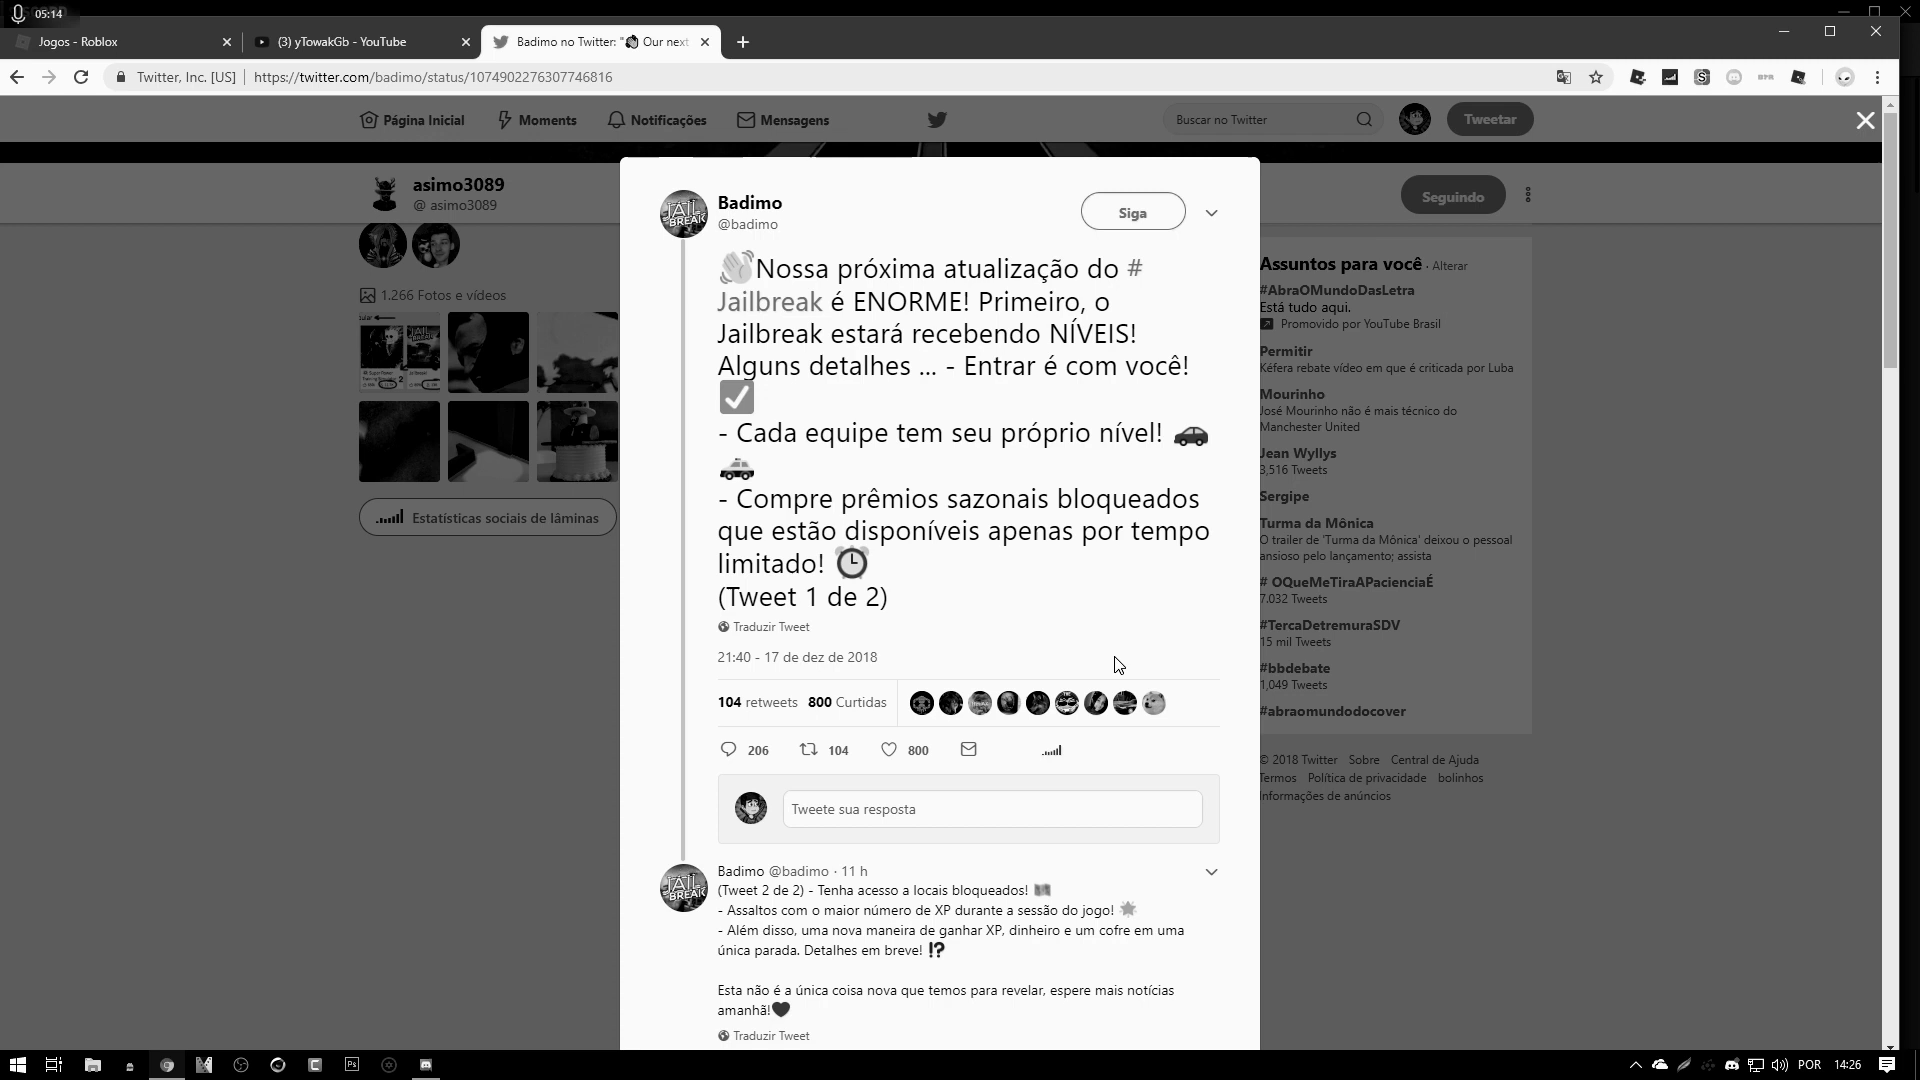 05:14
Jogos - Roblox
(3) yTowakGb - YouTube
Badimo no Twitter: " Our next
Twitter, Inc. [US]
https://twitter.com/badimo/status/1074902276307746816
Página Inicial
Moments
Notificações
Mensagens
Buscar no Twitter
Tweetar
asimo3089
@ asimo3089
Seguindo
1.266 Fotos e vídeos
Estatísticas sociais de lâminas
JAIL
BREAK
Badimo
@badimo
Siga
👋Nossa próxima atualização do #
Jailbreak é ENORME! Primeiro, o
Jailbreak estará recebendo NÍVEIS!
Alguns detalhes ... - Entrar é com você!
☑
- Cada equipe tem seu próprio nível! 🚗
🚓
- Compre prêmios sazonais bloqueados
que estão disponíveis apenas por tempo
limitado! ⏰
(Tweet 1 de 2)
Traduzir Tweet
21:40 - 17 de dez de 2018
104 retweets 800 Curtidas
206 104 800
Tweete sua resposta
JAIL
BREAK
Badimo @badimo · 11 h
(Tweet 2 de 2) - Tenha acesso a locais bloqueados!
- Assaltos com o maior número de XP durante a sessão do jogo! 🌟
- Além disso, uma nova maneira de ganhar XP, dinheiro e um cofre em uma
única parada. Detalhes em breve! ⁉
Esta não é a única coisa nova que temos para revelar, espere mais notícias
amanhã!❤
Traduzir Tweet
Assuntos para você · Alterar
#AbraOMundoDasLetra
Está tudo aqui.
Promovido por YouTube Brasil
Permitir
Kéfera rebate vídeo em que é criticada por Luba
Mourinho
José Mourinho não é mais técnico do
Manchester United
Jean Wyllys
3,516 Tweets
Sergipe
Turma da Mônica
O trailer de 'Turma da Mônica' deixou o pessoal
ansioso pelo lançamento; assista
# OQueMeTiraAPacienciaÉ
7.032 Tweets
#TercaDetremuraSDV
15 mil Tweets
#bbdebate
1,049 Tweets
#abraomundodocover
© 2018 Twitter Sobre Central de Ajuda
Termos Política de privacidade bolinhos
Informações de anúncios
Ps
POR
14:26